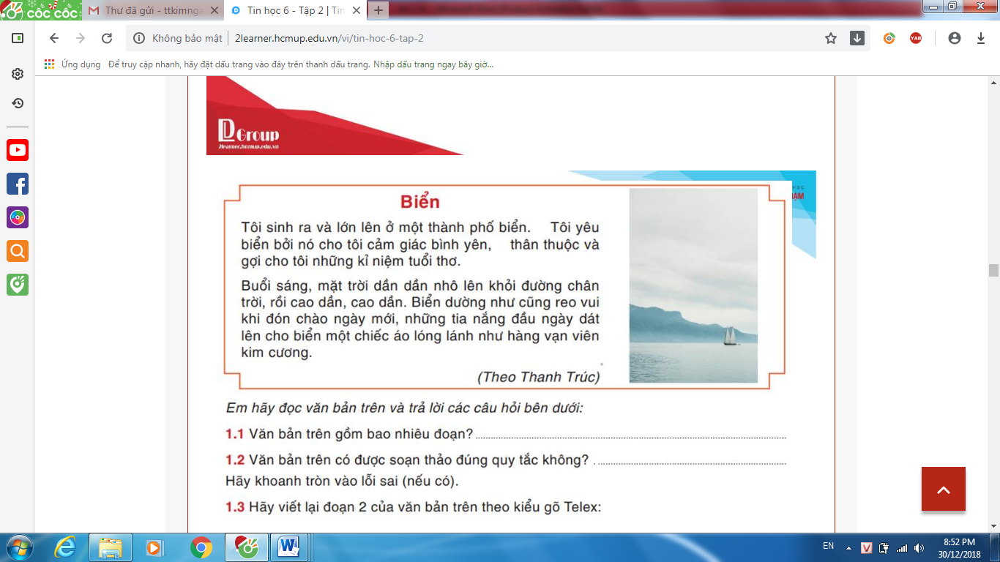 cốc cốc
Thư đã gửi - ttkimnga
Tin học 6 - Tập 2 | Tin
Không bảo mật
2learner.hcmup.edu.vn/vi/tin-hoc-6-tap-2
Ứng dụng
Để truy cập nhanh, hãy đặt dấu trang vào đây trên thanh dấu trang. Nhập dấu trang ngay bây giờ...
DL Group
2learner.hcmup.edu.vn
Biển
Tôi sinh ra và lớn lên ở một thành phố biển.    Tôi yêu
biển bởi nó cho tôi cảm giác bình yên,    thân thuộc và
gợi cho tôi những kỉ niệm tuổi thơ.
Buổi sáng, mặt trời dần dần nhô lên khỏi đường chân
trời, rồi cao dần, cao dần. Biển dường như cũng reo vui
khi đón chào ngày mới, những tia nắng đầu ngày dát
lên cho biển một chiếc áo lóng lánh như hàng vạn viên
kim cương.
(Theo Thanh Trúc)
Em hãy đọc văn bản trên và trả lời các câu hỏi bên dưới:
1.1 Văn bản trên gồm bao nhiêu đoạn?
1.2 Văn bản trên có được soạn thảo đúng quy tắc không?
Hãy khoanh tròn vào lỗi sai (nếu có).
1.3 Hãy viết lại đoạn 2 của văn bản trên theo kiểu gõ Telex:
EN
8:52 PM
30/12/2018